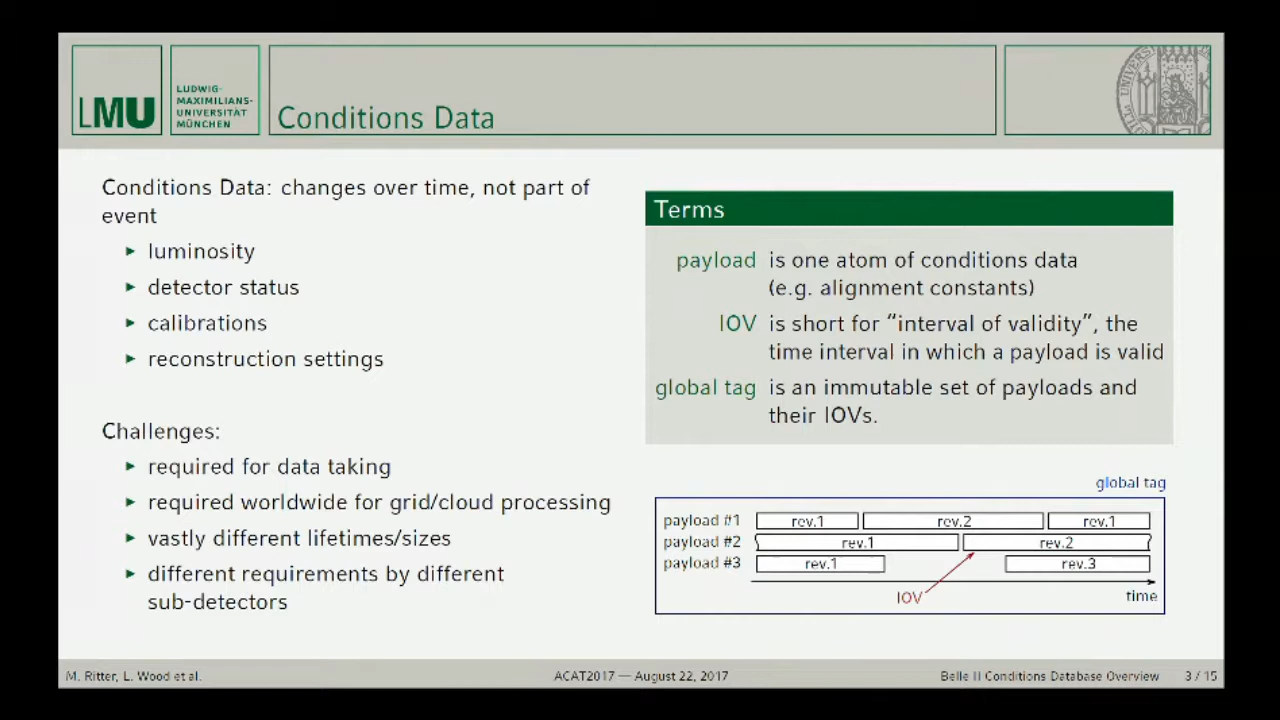 LMU
LUDWIG-
MAXIMILIANS-
UNIVERSITÄT
MÜNCHEN
Conditions Data
Conditions Data: changes over time, not part of
event
luminosity
detector status
calibrations
reconstruction settings
Challenges:
required for data taking
required worldwide for grid/cloud processing
vastly different lifetimes/sizes
different requirements by different
sub-detectors
Terms
payload is one atom of conditions data
(e.g. alignment constants)
IOV is short for “interval of validity”, the
time interval in which a payload is valid
global tag is an immutable set of payloads and
their IOVs.
global tag
payload #1 rev.1 rev.2 rev.1
payload #2 rev.1 rev.2
payload #3 rev.1 rev.3
IOV time
M. Ritter, L. Wood et al. ACAT2017 — August 22, 2017 Belle II Conditions Database Overview 3 / 15